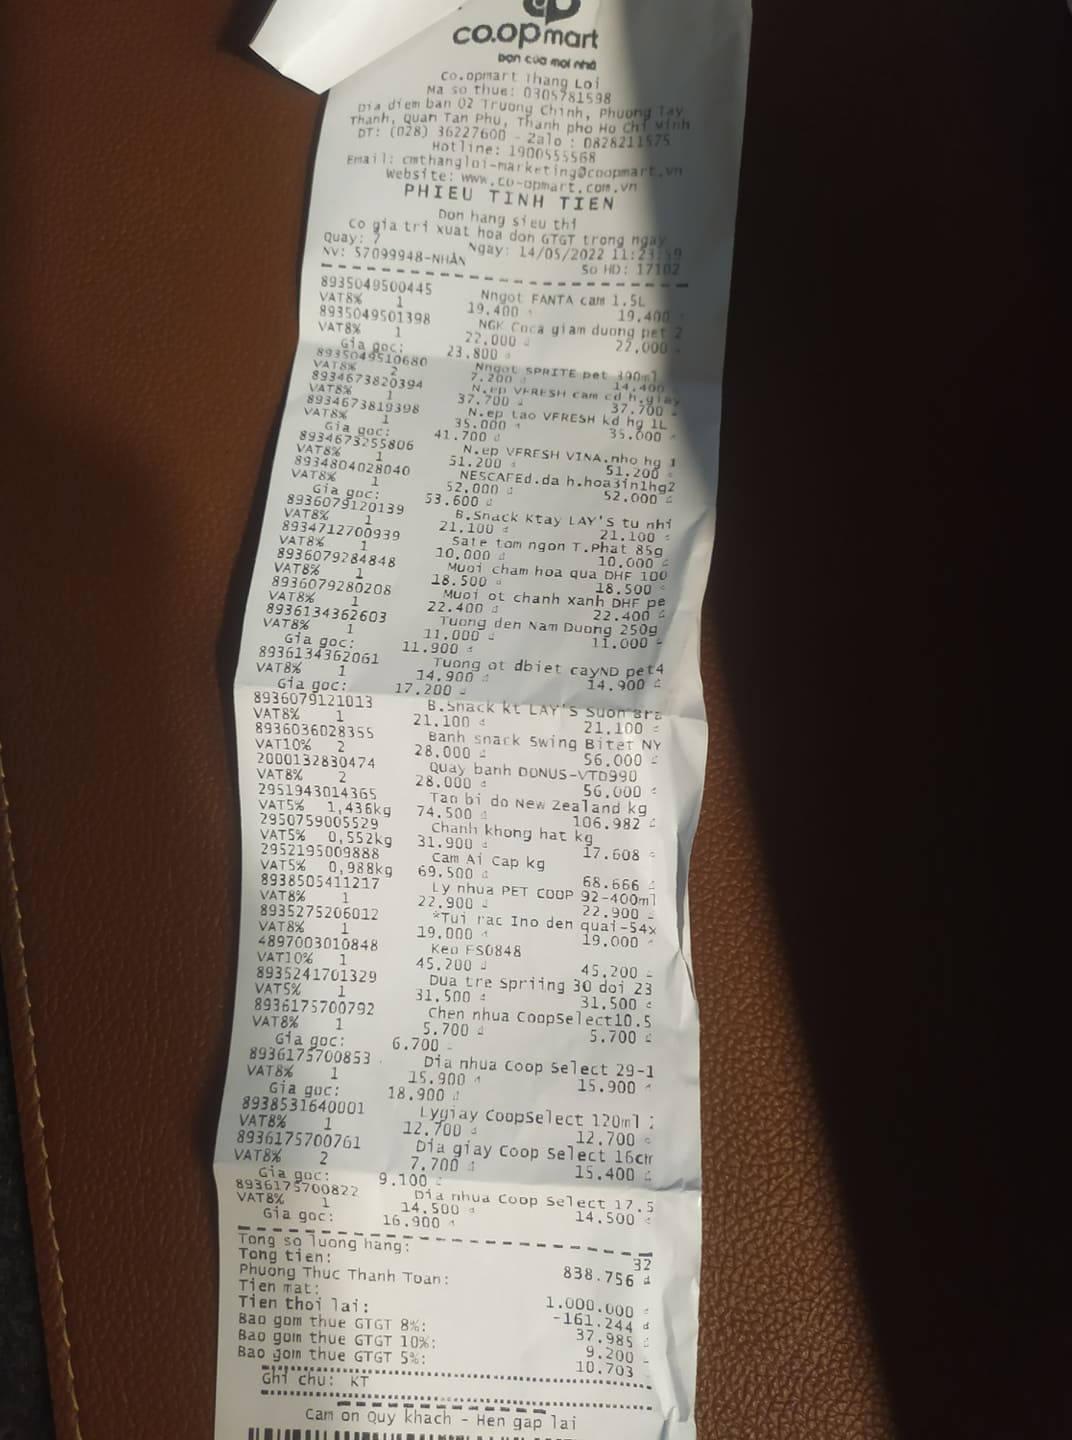 co.opmart
Bạn của mọi nhà
Co.opmart Thang Loi
Ma so thue: 0305781598
Dia diem ban 02 Truong Chinh, Phuong Tay
Thanh, Quan Tan Phu, Thanh pho Ho Chi Minh
DT: (028) 36227600 - Zalo : 0828211575
Hotline: 1900555568
Email: cmthangloi-marketing@coopmart.vn
Website: www.co-opmart.com.vn
PHIEU TINH TIEN
Don hang sieu thi
Co gia tri xuat hoa don GTGT trong ngay
Quay: 7 Ngay: 14/05/2022 11:23:59
NV: 57099948-NHÂN So HD: 17102
8935049500445 Nngot FANTA cam 1.5L
VAT8% 1 19.400 19.400
8935049501398 NGK Coca giam duong pet 2
VAT8% 1 22.000 đ 22.000
Gia goc: 23.800 đ
8935049510680 Nngot SPRITE pet 390ml
VAT8% 2 7.200 đ 14.400
8934673820394 N.ep VFRESH cam cd h.giay
VAT8% 1 37.700 đ 37.700
8934673819398 N.ep tao VFRESH kd hg 1L
VAT8% 1 35.000 đ 35.000 đ
Gia goc: 41.700 đ
8934673255806 N.ep VFRESH VINA.nho hg 1
VAT8% 1 51.200 đ 51.200
8934804028040 NESCAFEd.da h.hoa3in1hg2
VAT8% 1 52.000 đ 52.000 đ
Gia goc: 53.600 đ
8936079120139 B.Snack Ktay LAY'S tu nhi
VAT8% 1 21.100 đ 21.100
8934712700939 Sate tom ngon T.Phat 85g
VAT8% 1 10.000 đ 10.000 đ
8936079284848 Muoi cham hoa qua DHF 100
VAT8% 1 18.500 đ 18.500
8936079280208 Muoi ot chanh xanh DHF pe
VAT8% 1 22.400 đ 22.400 đ
8936134362603 Tuong den Nam Duong 250g
VAT8% 1 11.000 đ 11.000
Gia goc: 11.900 đ
8936134362061 Tuong ot dbiet cayND pet4
VAT8% 1 14.900 đ 14.900 đ
Gia goc: 17.200 đ
8936079121013 B.Snack kt LAY'S Suon
VAT8% 1 21.100 đ 21.100
8936036028355 Banh snack Swing Bitet NY
VAT10% 2 28.000 đ 56.000
2000132830474 Quay banh DONUS-VTD990
VAT8% 2 28.000 đ 56.000
2951943014365 Tao bi do New Zealand kg
VAT5% 1,436kg 74.500 đ 106.982 đ
2950759005529 Chanh khong hat kg
VAT5% 0,552kg 31.900 đ 17.608
2952195009888 Cam Ai Cap kg
VAT5% 0,988kg 69.500 đ 68.666 đ
8938505411217 Ly nhua PET COOP 92-400ml
VAT8% 1 22.900 đ 22.900
8935275206012 *Tui rac Ino den quai-54x
VAT8% 1 19.000 đ 19.000
4897003010848 Keo FS0848
VAT10% 1 45.200 đ 45.200
8935241701329 Dua tre Spriing 30 doi 23
VAT5% 1 31.500 đ 31.500
8936175700792 Chen nhua CoopSelect10.5
VAT8% 1 5.700 đ 5.700 đ
Gia goc: 6.700
8936175700853 Dia nhua Coop Select 29-1
VAT8% 1 15.900 đ 15.900
Gia goc: 18.900 đ
8938531640001 Lygiay CoopSelect 120ml 2
VAT8% 1 12.700 đ 12.700
8936175700761 Dia giay Coop Select 16cm
VAT8% 2 7.700 đ 15.400 đ
Gia goc: 9.100 đ
8936175700822 Dia nhua Coop Select 17.5
VAT8% 1 14.500 đ 14.500
Gia goc: 16.900 đ
Tong so luong hang: 32
Tong tien: 838.756 đ
Phuong Thuc Thanh Toan:
Tien mat: 1.000.000
Tien thoi lai: -161.244 đ
Bao gom thue GTGT 8%: 37.985
Bao gom thue GTGT 10%: 9.200
Bao gom thue GTGT 5%: 10.703
Ghi chu: KT
Cam on Quy khach - Hen gap lai